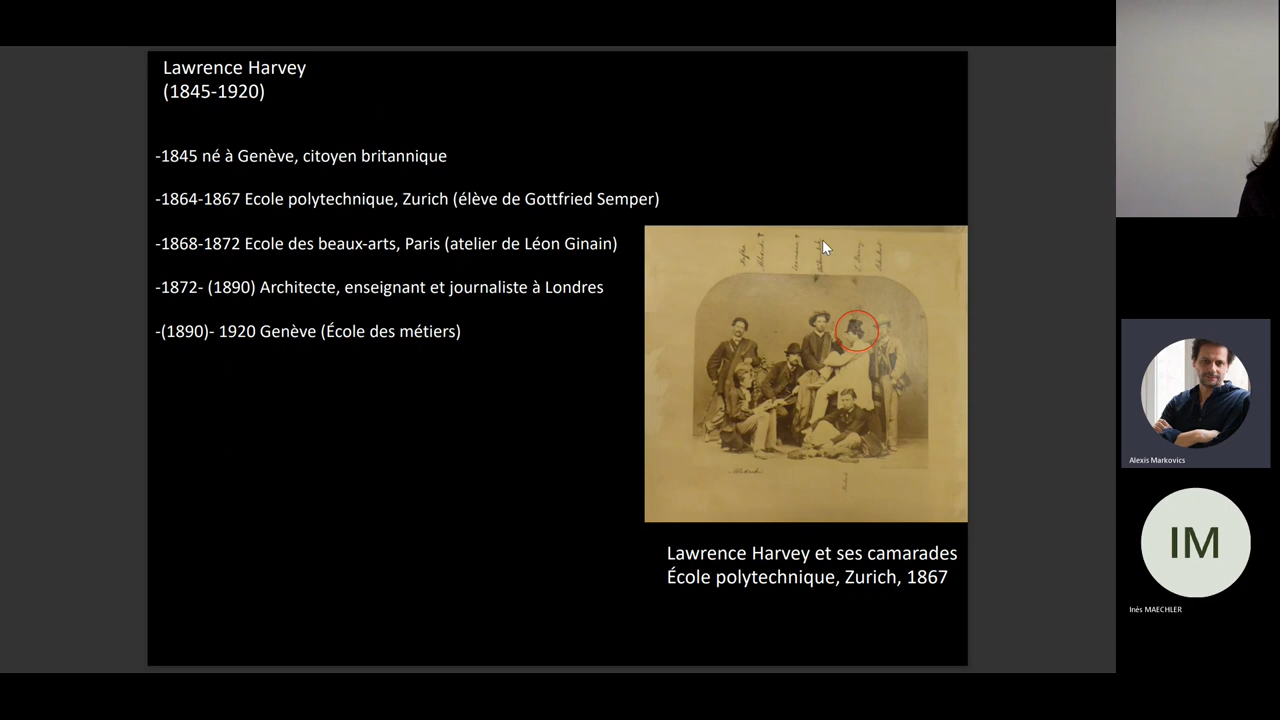 Lawrence Harvey
(1845-1920)
-1845 né à Genève, citoyen britannique
-1864-1867 Ecole polytechnique, Zurich (élève de Gottfried Semper)
-1868-1872 Ecole des beaux-arts, Paris (atelier de Léon Ginain)
-1872- (1890) Architecte, enseignant et journaliste à Londres
-(1890)- 1920 Genève (École des métiers)
Lawrence Harvey et ses camarades
École polytechnique, Zurich, 1867
Alexis Markovics
IM
Inès MAECHLER